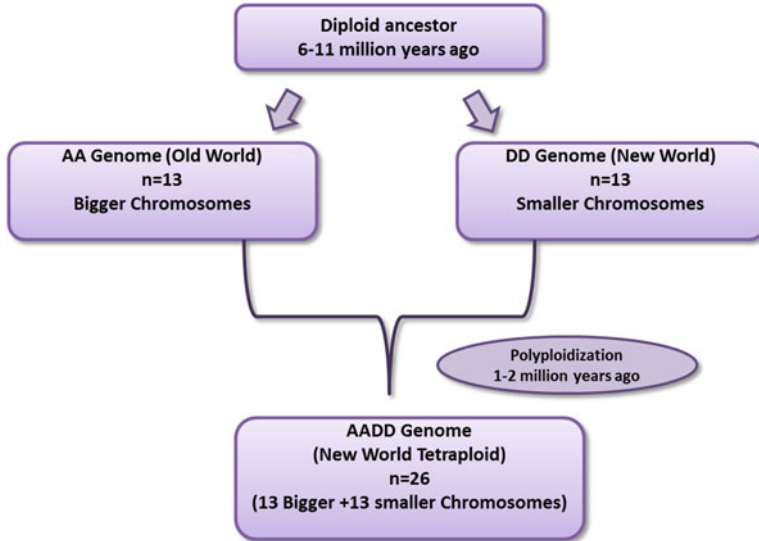 Diploid ancestor
6-11 million years ago
AA Genome (Old World)
n=13
Bigger Chromosomes
DD Genome (New World)
n=13
Smaller Chromosomes
Polyploidization
1-2 million years ago
AADD Genome
(New World Tetraploid)
n=26
(13 Bigger +13 smaller Chromosomes)